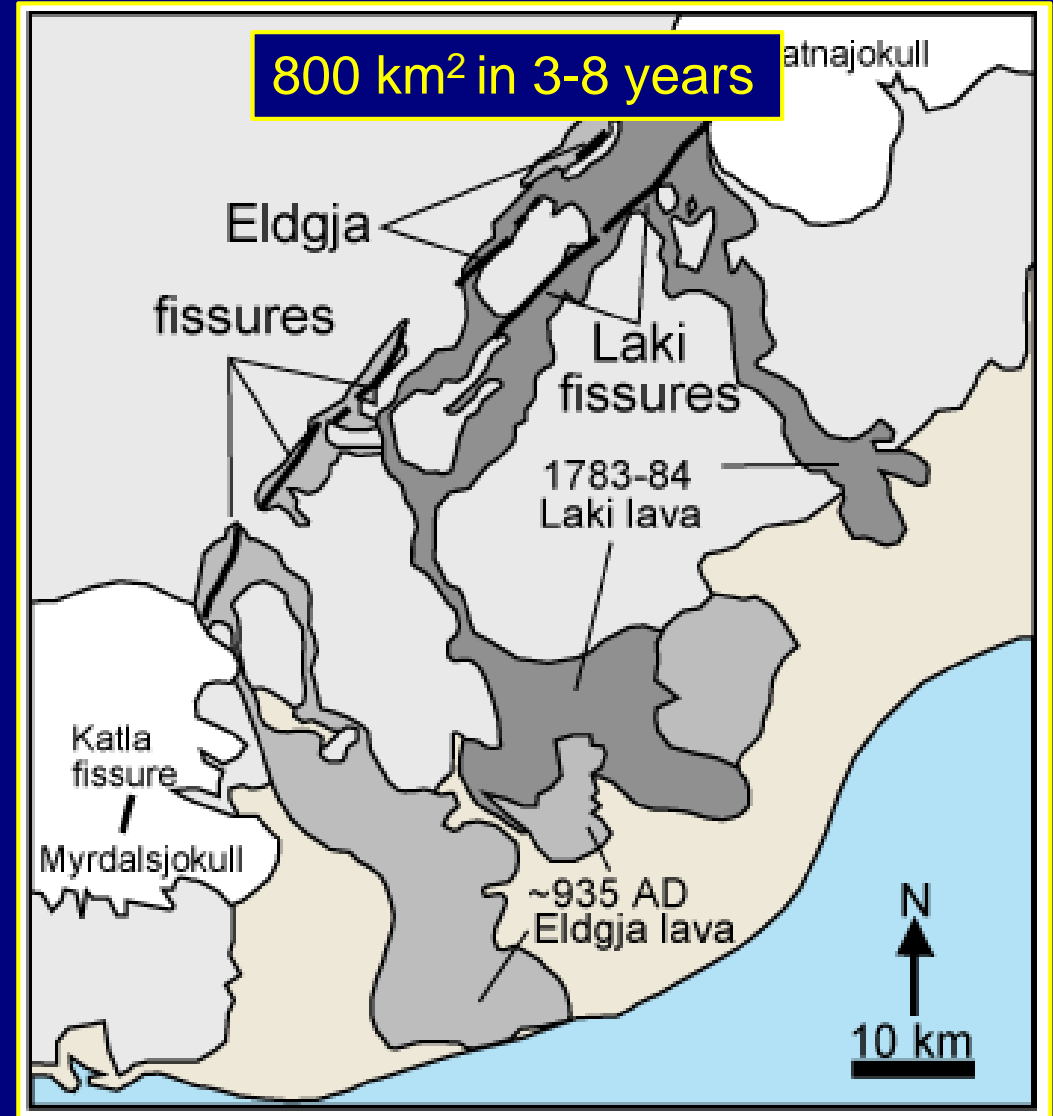 800 km² in 3-8 years
atnajokull
Eldgja
fissures
Laki
fissures
1783-84
Laki lava
Katla
fissure
Myrdalsjokull
~935 AD
Eldgja lava
N
10 km